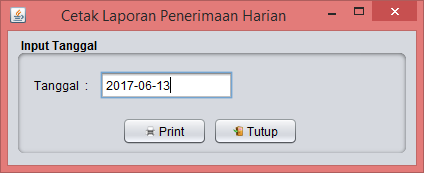 Cetak Laporan Penerimaan Harian
Input Tanggal
Tanggal : 2017-06-13
Print Tutup